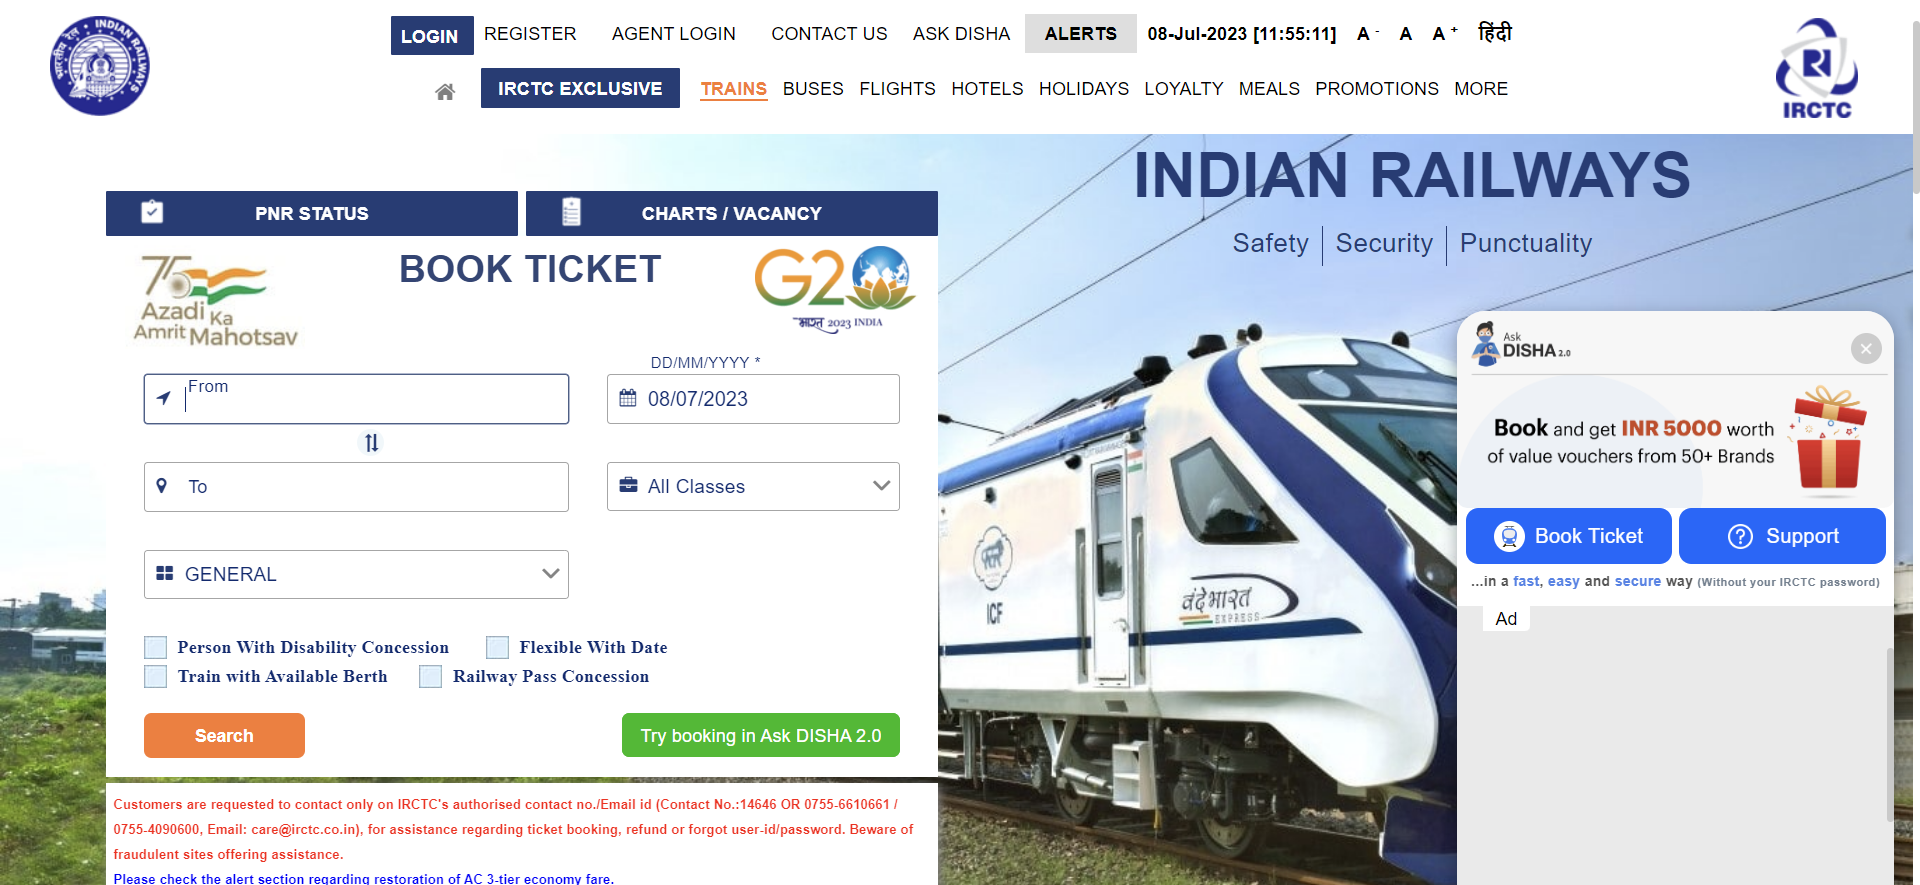 LOGIN REGISTER AGENT LOGIN CONTACT US ASK DISHA ALERTS 08-Jul-2023 [11:55:11] A - A A + हिंदी
IRCTC EXCLUSIVE TRAINS BUSES FLIGHTS HOTELS HOLIDAYS LOYALTY MEALS PROMOTIONS MORE
INDIAN RAILWAYS
भारतीय रेल
IRCTC
INDIAN RAILWAYS
Safety | Security | Punctuality
PNR STATUS
CHARTS / VACANCY
BOOK TICKET
75
Azadi Ka
Amrit Mahotsav
G20
भारत 2023 INDIA
From
DD/MM/YYYY *
08/07/2023
To
All Classes
GENERAL
Person With Disability Concession
Flexible With Date
Train with Available Berth
Railway Pass Concession
Search
Try booking in Ask DISHA 2.0
Customers are requested to contact only on IRCTC's authorised contact no./Email id (Contact No.:14646 OR 0755-6610661 /
0755-4090600, Email: care@irctc.co.in), for assistance regarding ticket booking, refund or forgot user-id/password. Beware of
fraudulent sites offering assistance.
Please check the alert section regarding restoration of AC 3-tier economy fare.
ICF
वंदे भारत
EXPRESS
Ask
DISHA 2.0
Book and get INR 5000 worth
of value vouchers from 50+ Brands
Book Ticket
Support
...in a fast, easy and secure way (Without your IRCTC password)
Ad